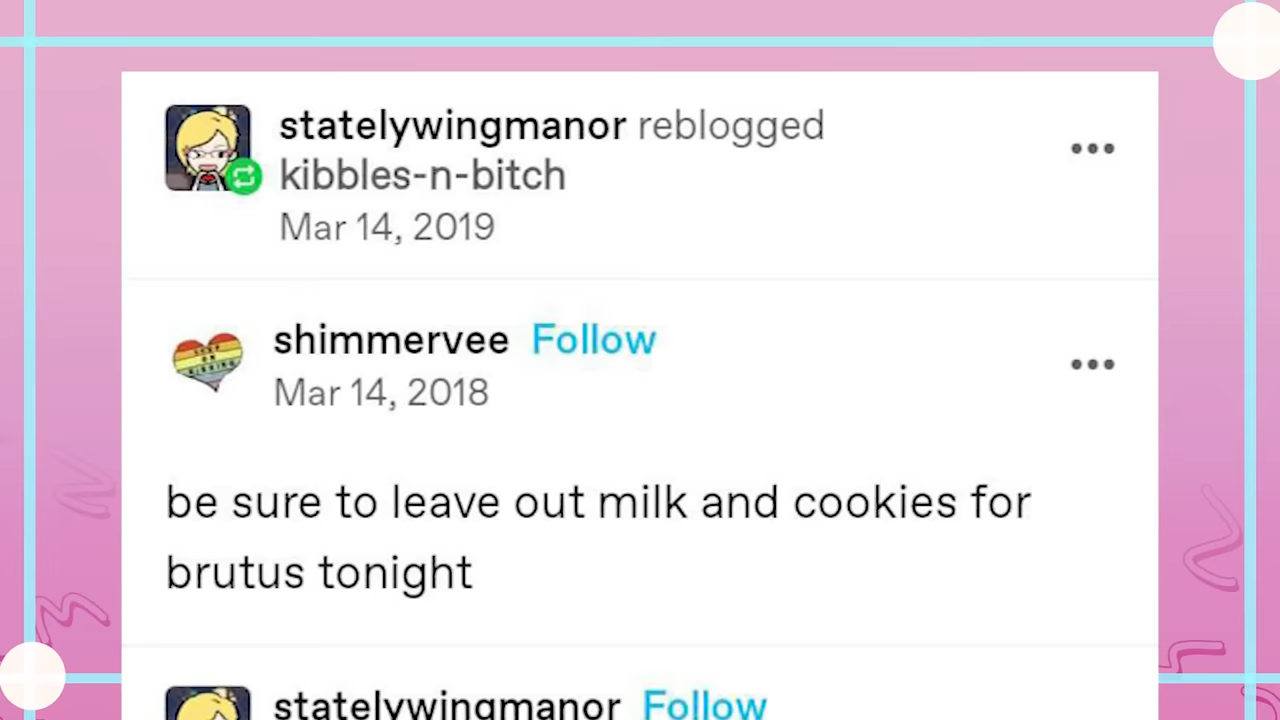 statelywingmanor reblogged
kibbles-n-bitch
Mar 14, 2019
shimmervee Follow
Mar 14, 2018
be sure to leave out milk and cookies for
brutus tonight
statelywingmanor Follow